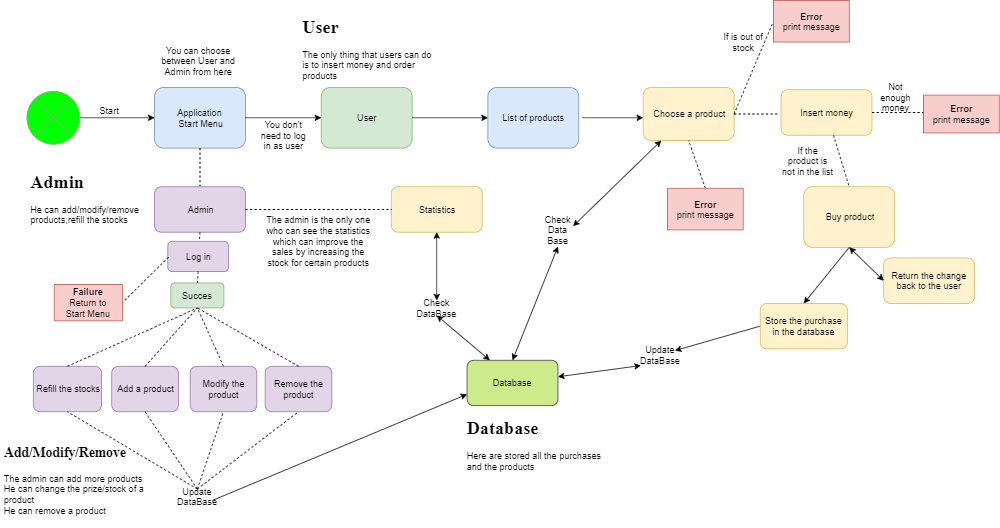 User
The only thing that users can do
is to insert money and order
products
You can choose
between User and
Admin from here
Start
Application
Start Menu
You don't
need to log
in as user
User
List of products
Choose a product
If is out of
stock
Error
print message
Insert money
Not
enough
money
Error
print message
If the
product is
not in the list
Error
print message
Admin
He can add/modify/remove
products,refill the stocks
Admin
The admin is the only one
who can see the statistics
which can improve the
sales by increasing the
stock for certain products
Statistics
Check
Data
Base
Buy product
Log in
Failure
Return to
Start Menu
Succes
Check
DataBase
Return the change
back to the user
Store the purchase
in the database
Update
DataBase
Refill the stocks
Add a product
Modify the
product
Remove the
product
Database
Database
Here are stored all the purchases
and the products
Add/Modify/Remove
The admin can add more products
He can change the prize/stock of a
product
He can remove a product
Update
DataBase